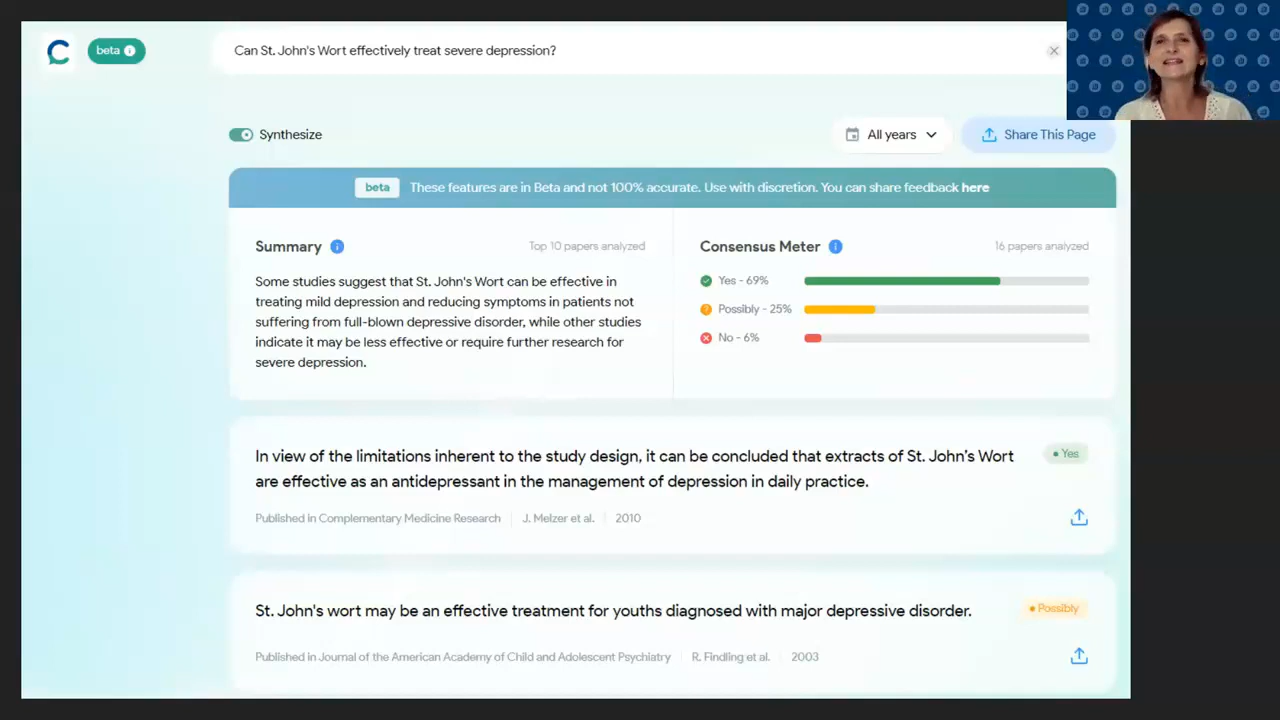 beta
Can St. John's Wort effectively treat severe depression?
Synthesize
All years
Share This Page
beta These features are in Beta and not 100% accurate. Use with discretion. You can share feedback here
Summary
Top 10 papers analyzed
Some studies suggest that St. John's Wort can be effective in
treating mild depression and reducing symptoms in patients not
suffering from full-blown depressive disorder, while other studies
indicate it may be less effective or require further research for
severe depression.
Consensus Meter
16 papers analyzed
Yes - 69%
Possibly - 25%
No - 6%
In view of the limitations inherent to the study design, it can be concluded that extracts of St. John's Wort
are effective as an antidepressant in the management of depression in daily practice.
Yes
Published in Complementary Medicine Research J. Melzer et al. 2010
St. John's wort may be an effective treatment for youths diagnosed with major depressive disorder.
Possibly
Published in Journal of the American Academy of Child and Adolescent Psychiatry R. Findling et al. 2003